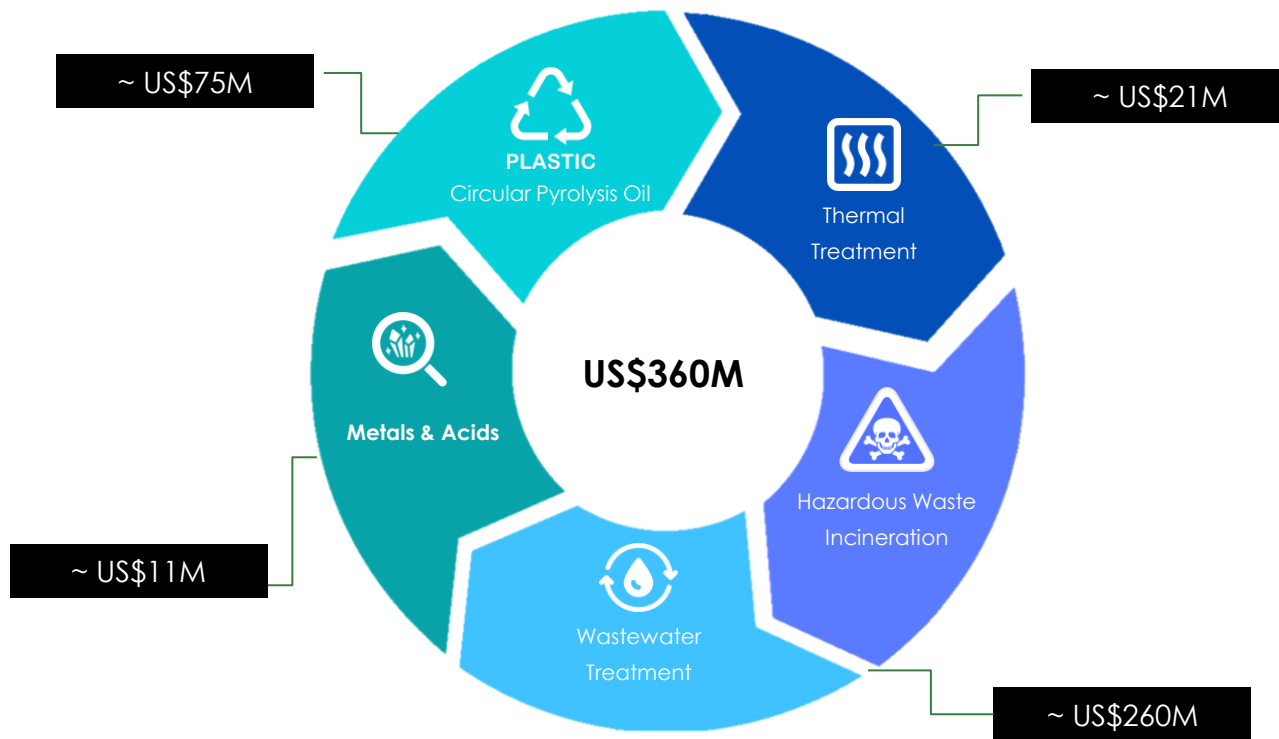 ~ US$75M
~ US$21M
PLASTIC
Circular Pyrolysis Oil
Thermal
Treatment
US$360M
Metals & Acids
Hazardous Waste
Incineration
~ US$11M
Wastewater
Treatment
~ US$260M